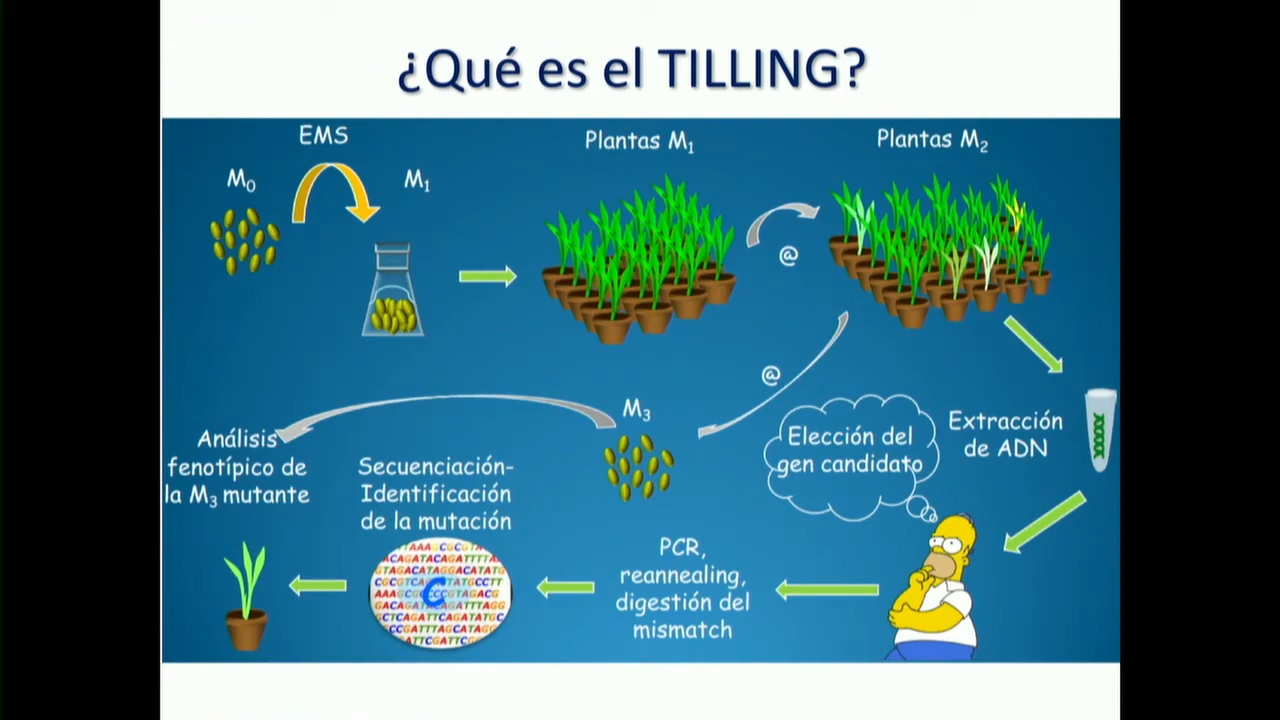 ¿Qué es el TILLING?
EMS
M₀
M₁
Plantas M₁
Plantas M₂
@
@
M₃
Elección del
gen candidato
Extracción
de ADN
Análisis
fenotípico de
la M₃ mutante
Secuenciación-
Identificación
de la mutación
PCR,
reannealing,
digestión del
mismatch
C